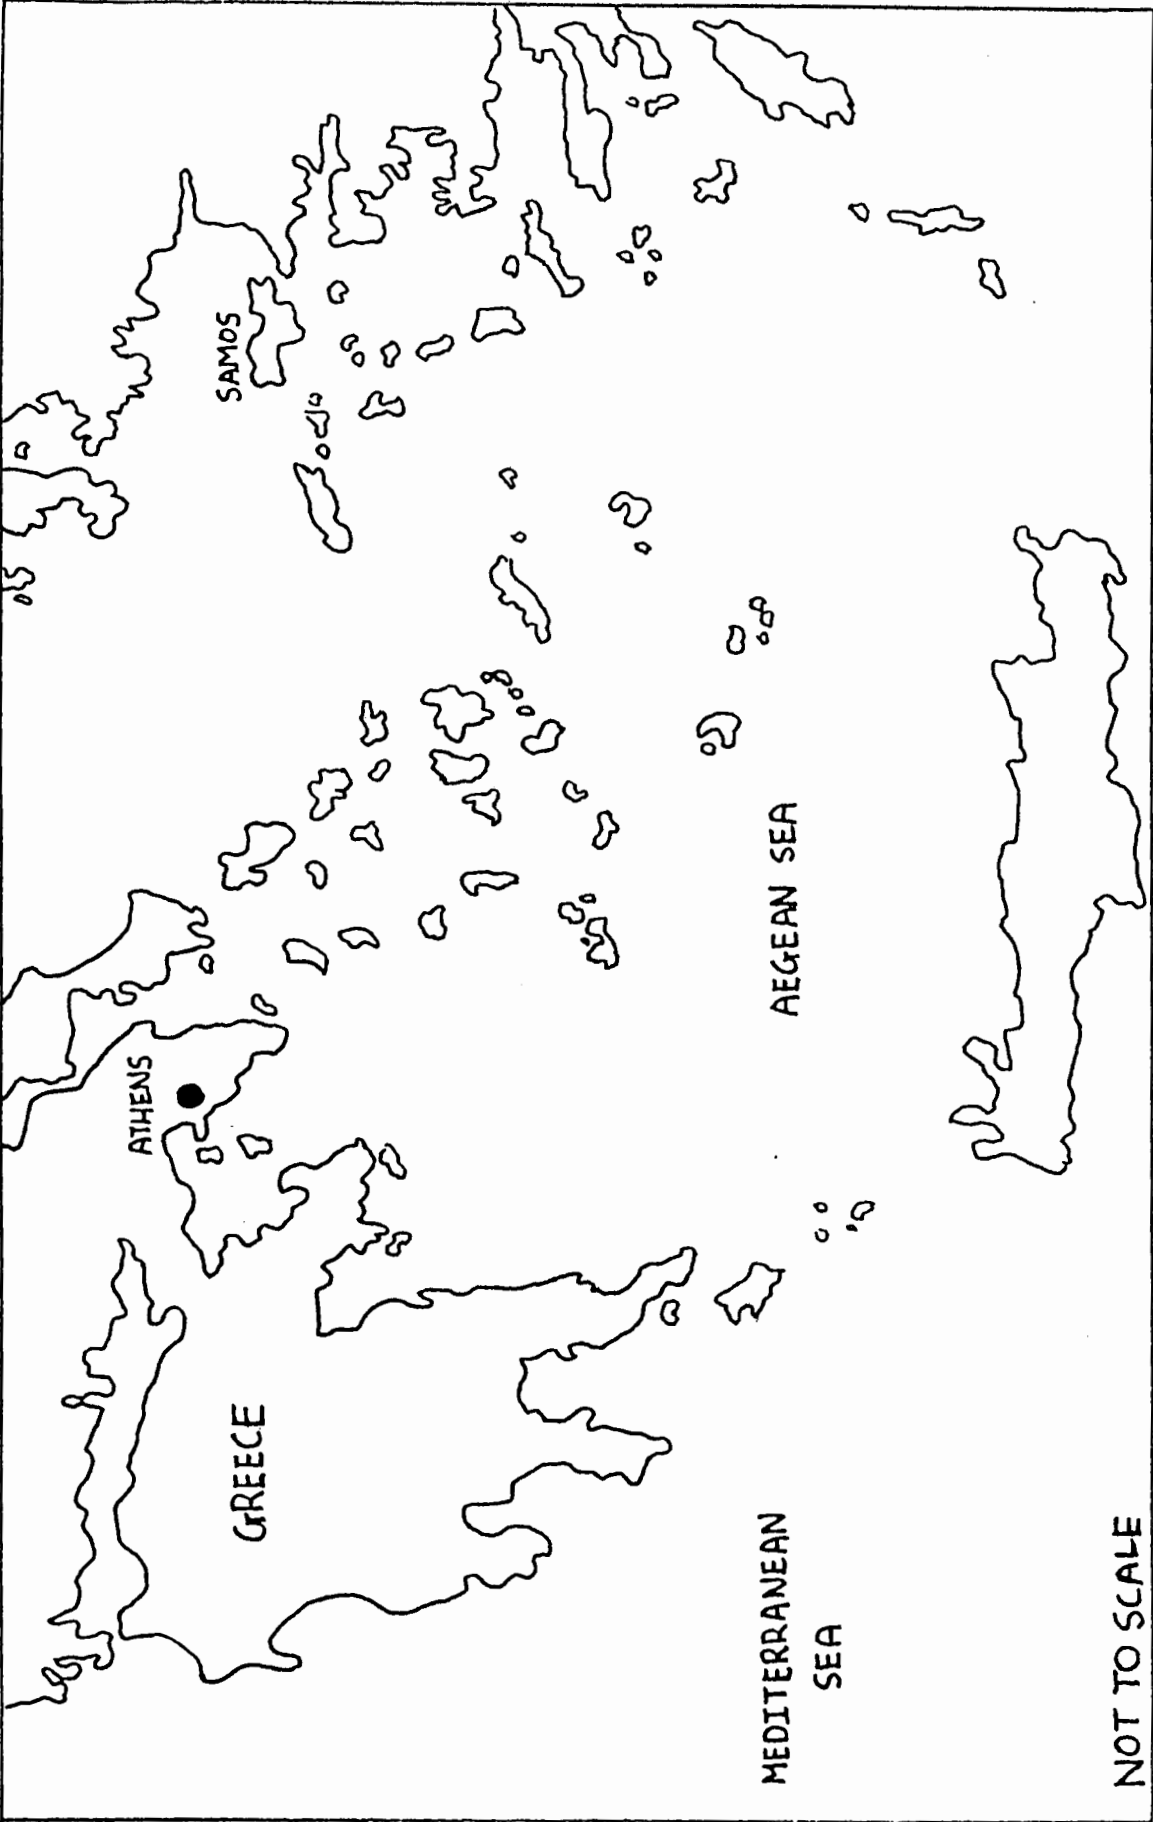 SAMOS
ATHENS
GREECE
AEGEAN SEA
MEDITERRANEAN
SEA
NOT TO SCALE